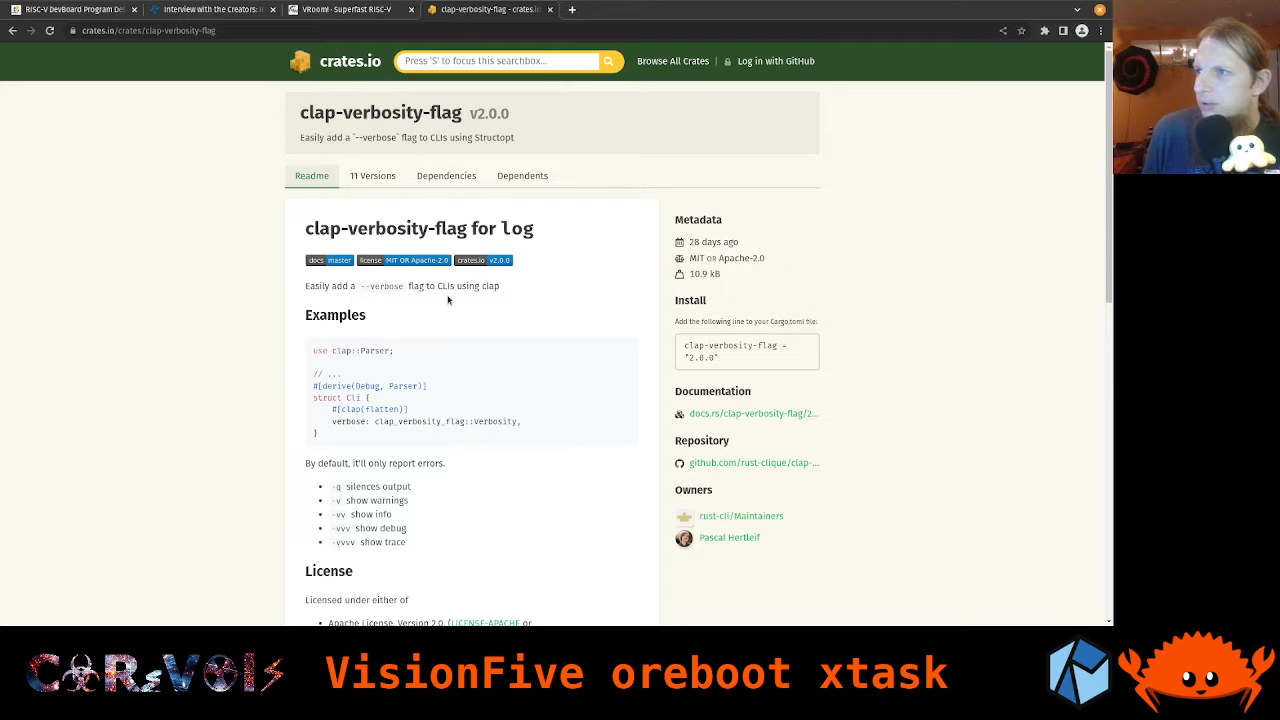 RISC-V DevBoard Program Det
Interview with the Creators: iC
VRoom! - Superfast RISC-V
clap-verbosity-flag - crates.io
crates.io/crates/clap-verbosity-flag
crates.io
Press 'S' to focus this searchbox...
Browse All Crates
Log in with GitHub
clap-verbosity-flag v2.0.0
Easily add a `--verbose` flag to CLIs using Structopt
Readme
11 Versions
Dependencies
Dependents
clap-verbosity-flag for log
docs master
license MIT OR Apache-2.0
crates.io v2.0.0
Easily add a --verbose flag to CLIs using clap
Examples
use clap::Parser;
// ...
#[derive(Debug, Parser)]
struct Cli {
#[clap(flatten)]
verbose: clap_verbosity_flag::Verbosity,
}
By default, it'll only report errors.
-q silences output
-v show warnings
-vv show info
-vvv show debug
-vvvv show trace
License
Licensed under either of
Apache License, Version 2.0, (LICENSE-APACHE or
Metadata
28 days ago
MIT OR Apache-2.0
10.9 kB
Install
Add the following line to your Cargo.toml file:
clap-verbosity-flag =
"2.0.0"
Documentation
docs.rs/clap-verbosity-flag/2...
Repository
github.com/rust-clique/clap-...
Owners
rust-cli/Maintainers
Pascal Hertleif
VisionFive oreboot xtask